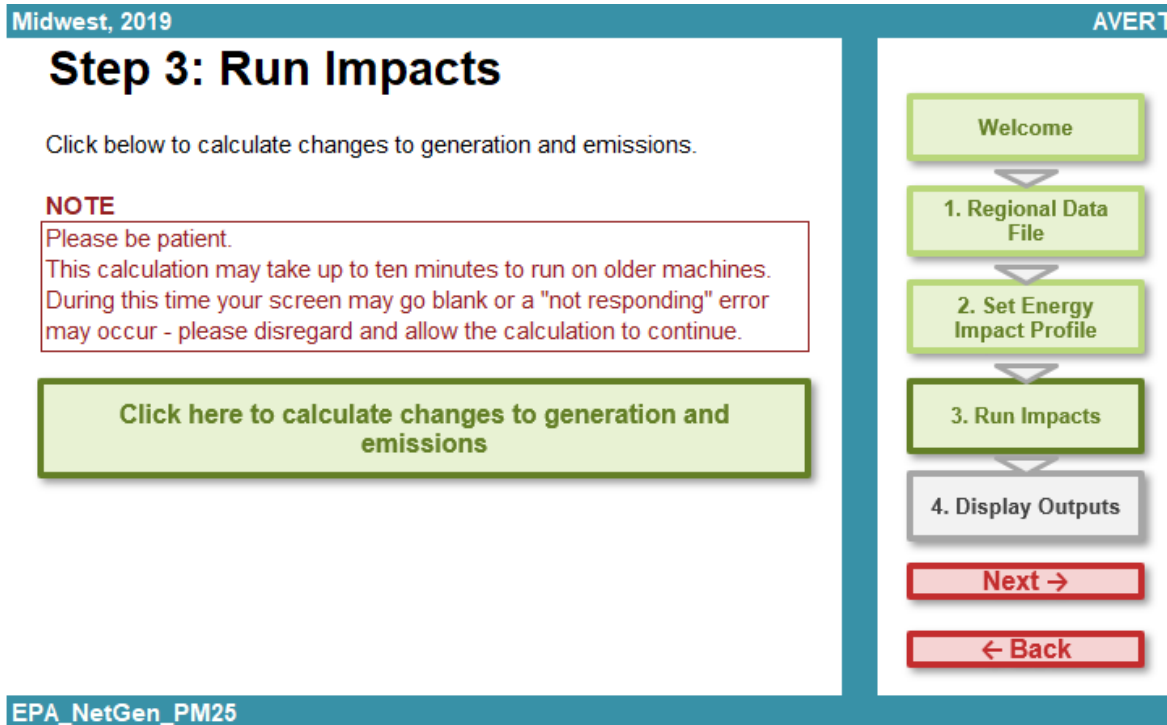 Midwest, 2019
AVERT
Step 3: Run Impacts
Click below to calculate changes to generation and emissions.
NOTE
Please be patient.
This calculation may take up to ten minutes to run on older machines.
During this time your screen may go blank or a "not responding" error
may occur - please disregard and allow the calculation to continue.
Click here to calculate changes to generation and
emissions
Welcome
1. Regional Data
File
2. Set Energy
Impact Profile
3. Run Impacts
4. Display Outputs
Next →
← Back
EPA_NetGen_PM25